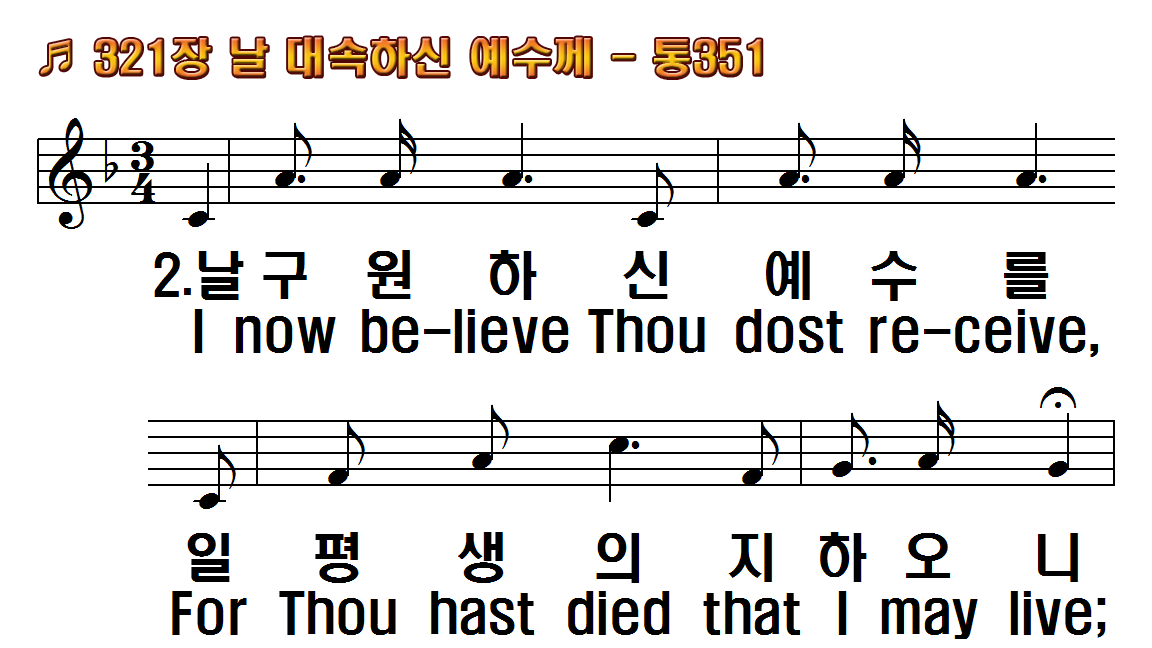 ♬ 321장 날 대속하신 예수께 - 통351
3
4
2.날 구 원 하 신 예 수 를
I now be-lieve Thou dost re-ceive,
일 평 생 의 지 하 오 니
For Thou hast died that I may live;